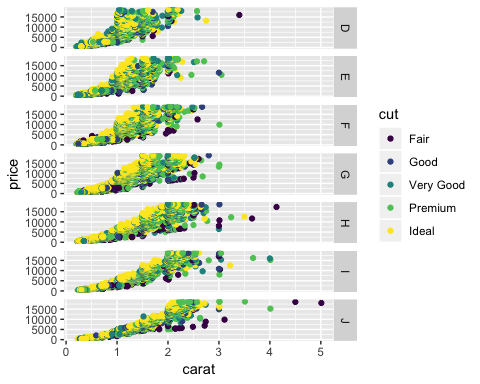 15000
10000
5000
0
D
15000
10000
5000
0
E
15000
10000
5000
0
F
15000
10000
5000
0
G
15000
10000
5000
0
H
15000
10000
5000
0
I
15000
10000
5000
0
J
price
0 1 2 3 4 5
carat
cut
Fair
Good
Very Good
Premium
Ideal